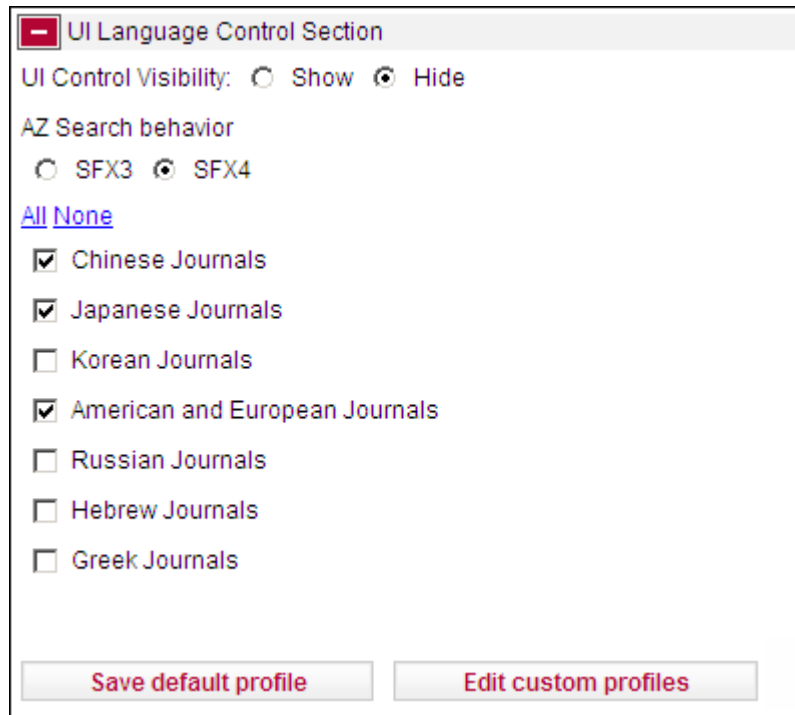 UI Language Control Section
UI Control Visibility: Show Hide
AZ Search behavior
SFX3 SFX4
All None
Chinese Journals
Japanese Journals
Korean Journals
American and European Journals
Russian Journals
Hebrew Journals
Greek Journals
Save default profile Edit custom profiles